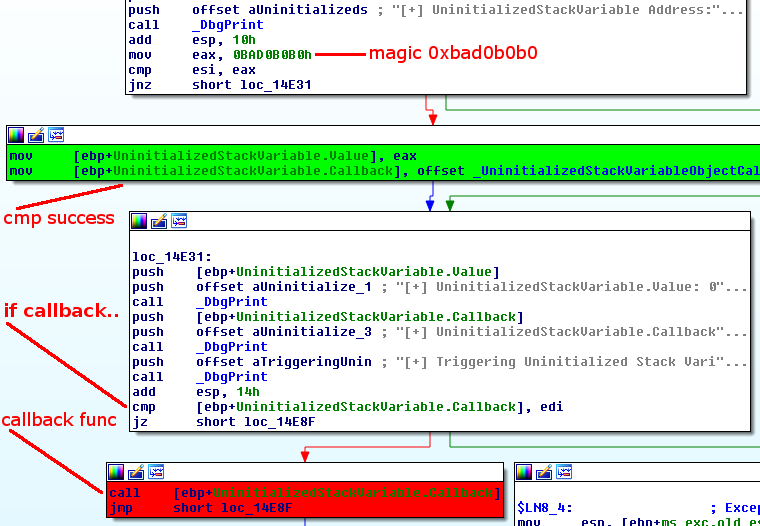 push offset aUninitializeds ; "[+] UninitializedStackVariable Address:"...
call _DbgPrint
add esp, 10h
mov eax, 0BAD0B0B0h magic 0xbad0b0b0
cmp esi, eax
jnz short loc_14E31
mov [ebp+UninitializedStackVariable.Value], eax
mov [ebp+UninitializedStackVariable.Callback], offset _UninitializedStackVariableObjectCal
cmp success
loc_14E31:
push [ebp+UninitializedStackVariable.Value]
push offset aUninitialize_1 ; "[+] UninitializedStackVariable.Value: 0"...
call _DbgPrint
if callback..
push [ebp+UninitializedStackVariable.Callback]
push offset aUninitialize_3 ; "[+] UninitializedStackVariable.Callback"...
call _DbgPrint
push offset aTriggeringUnin ; "[+] Triggering Uninitialized Stack Vari"...
call _DbgPrint
add esp, 14h
cmp [ebp+UninitializedStackVariable.Callback], edi
jz short loc_14E8F
callback func
call [ebp+UninitializedStackVariable.Callback]
jmp short loc_14E8F
$LN8_4: ; Excep
mov esp, [ebp+ms_exc.old_es